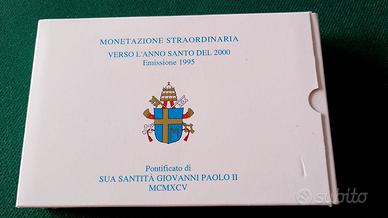 MONETAZIONE STRAORDINARIA
VERSO L'ANNO SANTO DEL 2000
Emissione 1995
M
Pontificato di
SUA SANTITÀ GIOVANNI PAOLO II
MCMXCV
subito